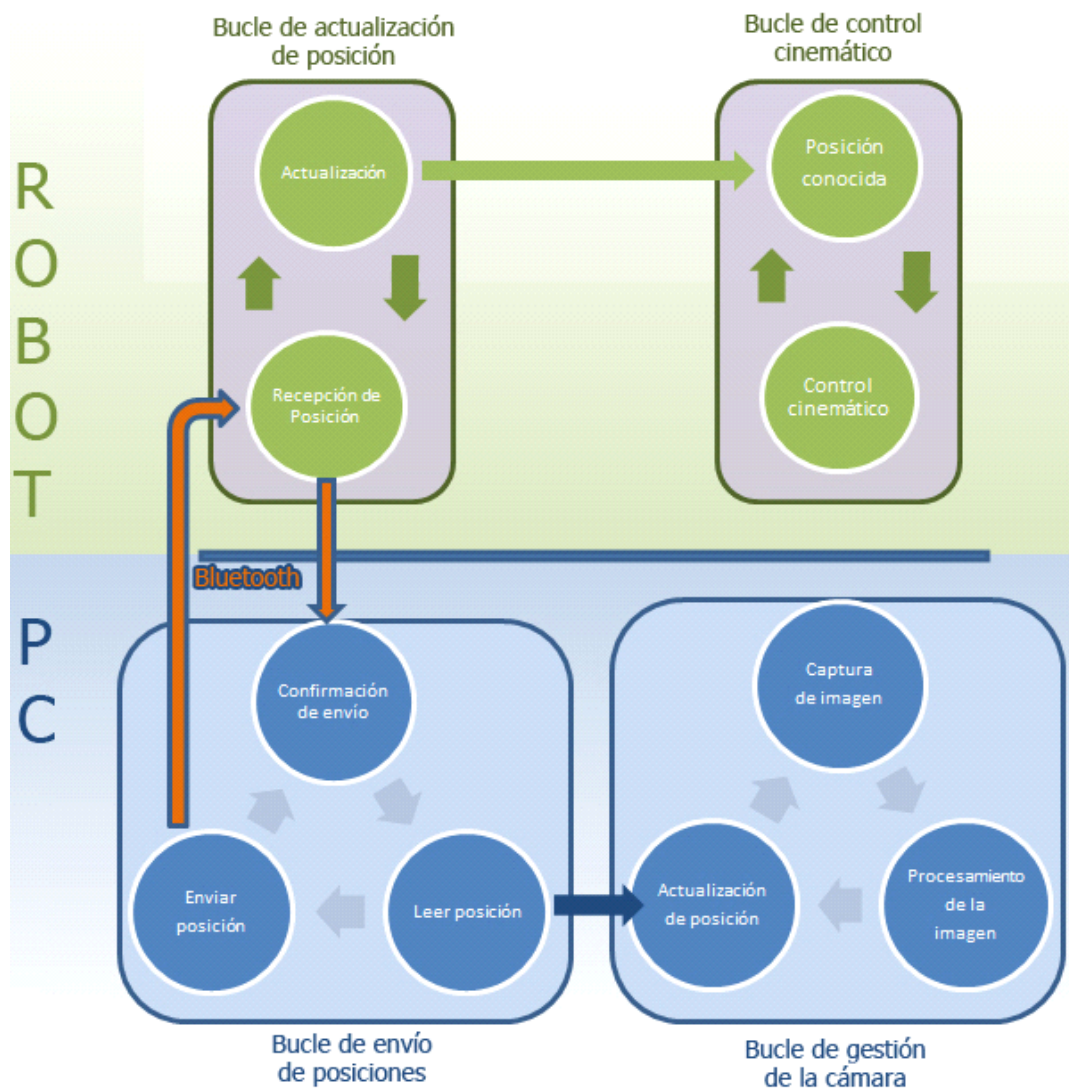 Bucle de actualización
de posición
Bucle de control
cinemático
ROBOT
Actualización
Posición
conocida
Recepción de
Posición
Control
cinemático
Bluetooth
PC
Confirmación
de envío
Captura
de imagen
Enviar
posición
Leer posición
Actualización
de posición
Procesamiento
de la
imagen
Bucle de envío
de posiciones
Bucle de gestión
de la cámara